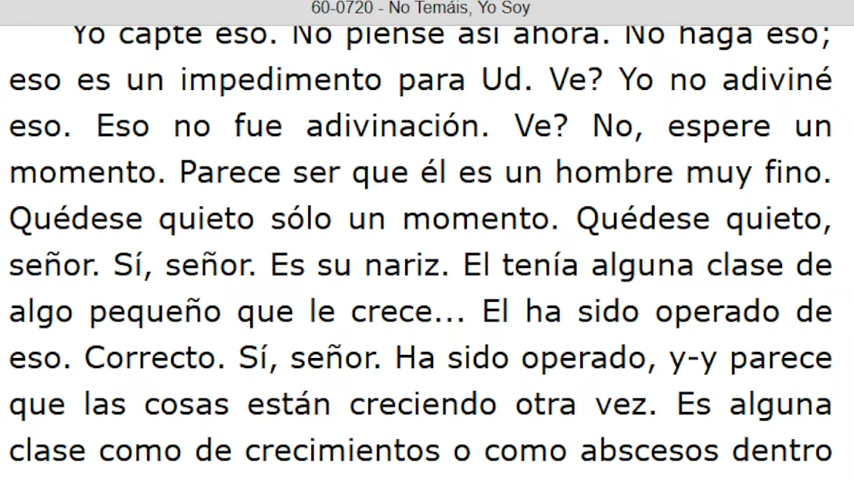 60-0720 - No Temáis, Yo Soy
Yo capté eso. No piense así ahora. No haga eso;
eso es un impedimento para Ud. Ve? Yo no adiviné
eso. Eso no fue adivinación. Ve? No, espere un
momento. Parece ser que él es un hombre muy fino.
Quédese quieto sólo un momento. Quédese quieto,
señor. Sí, señor. Es su nariz. El tenía alguna clase de
algo pequeño que le crece... El ha sido operado de
eso. Correcto. Sí, señor. Ha sido operado, y-y parece
que las cosas están creciendo otra vez. Es alguna
clase como de crecimientos o como abscesos dentro